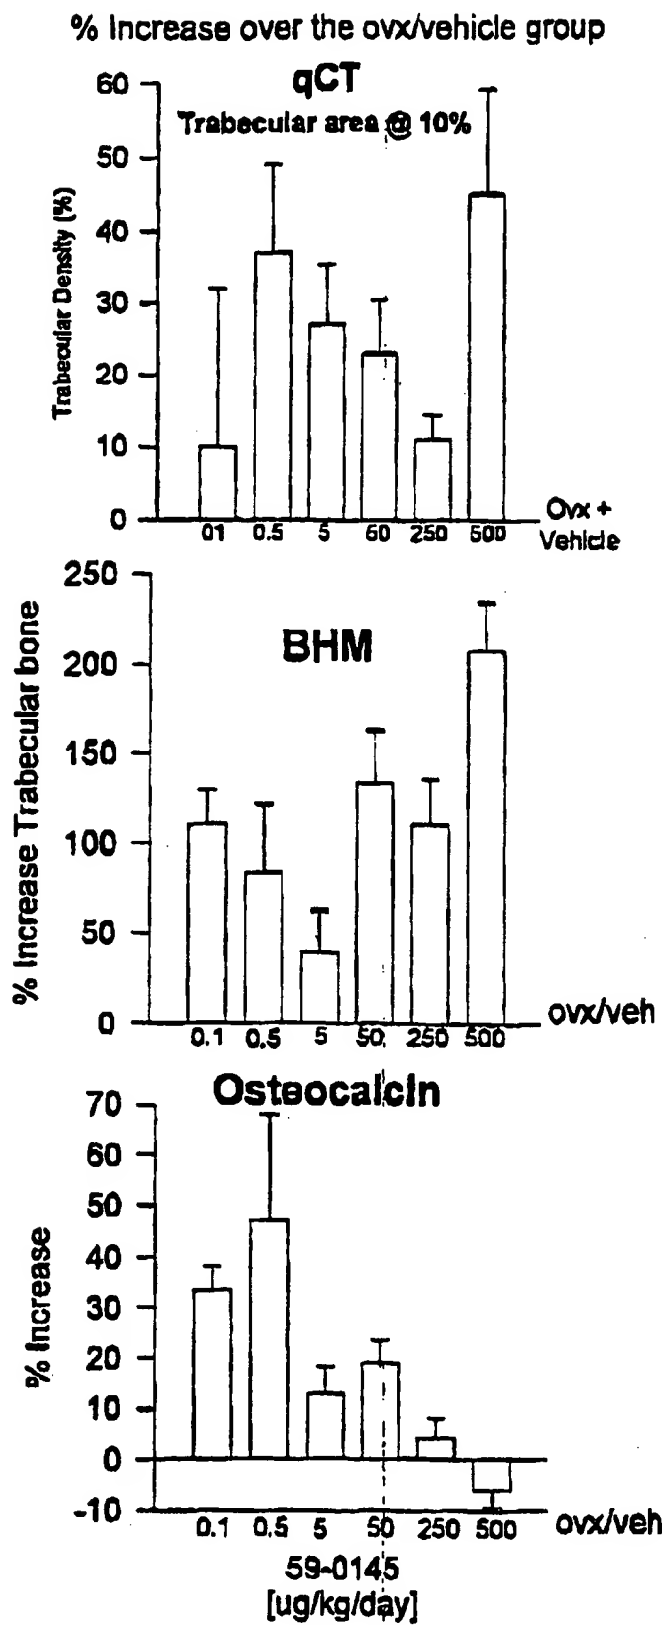 % Increase over the ovx/vehicle group
qCT
Trabecular area @ 10%
Trabecular Density (%)
60
50
40
30
20
10
0
01 0.5 5 60 250 500
Ovx +
Vehicle
BHM
% Increase Trabecular bone
250
200
150
100
50
0
0.1 0.5 5 50 250 500
ovx/veh
Osteocalcin
% Increase
70
60
50
40
30
20
10
0
-10
0.1 0.5 5 50 250 500
ovx/veh
59-0145
[ug/kg/day]